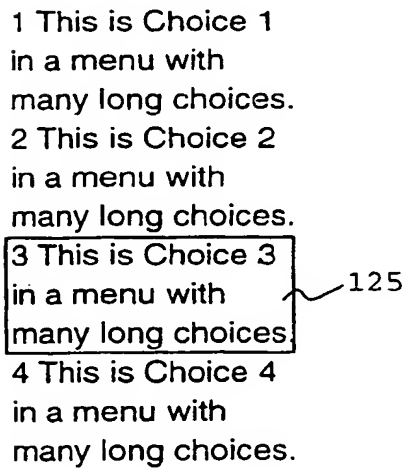 1 This is Choice 1
in a menu with
many long choices.
2 This is Choice 2
in a menu with
many long choices.
3 This is Choice 3
in a menu with
many long choices.
125
4 This is Choice 4
in a menu with
many long choices.